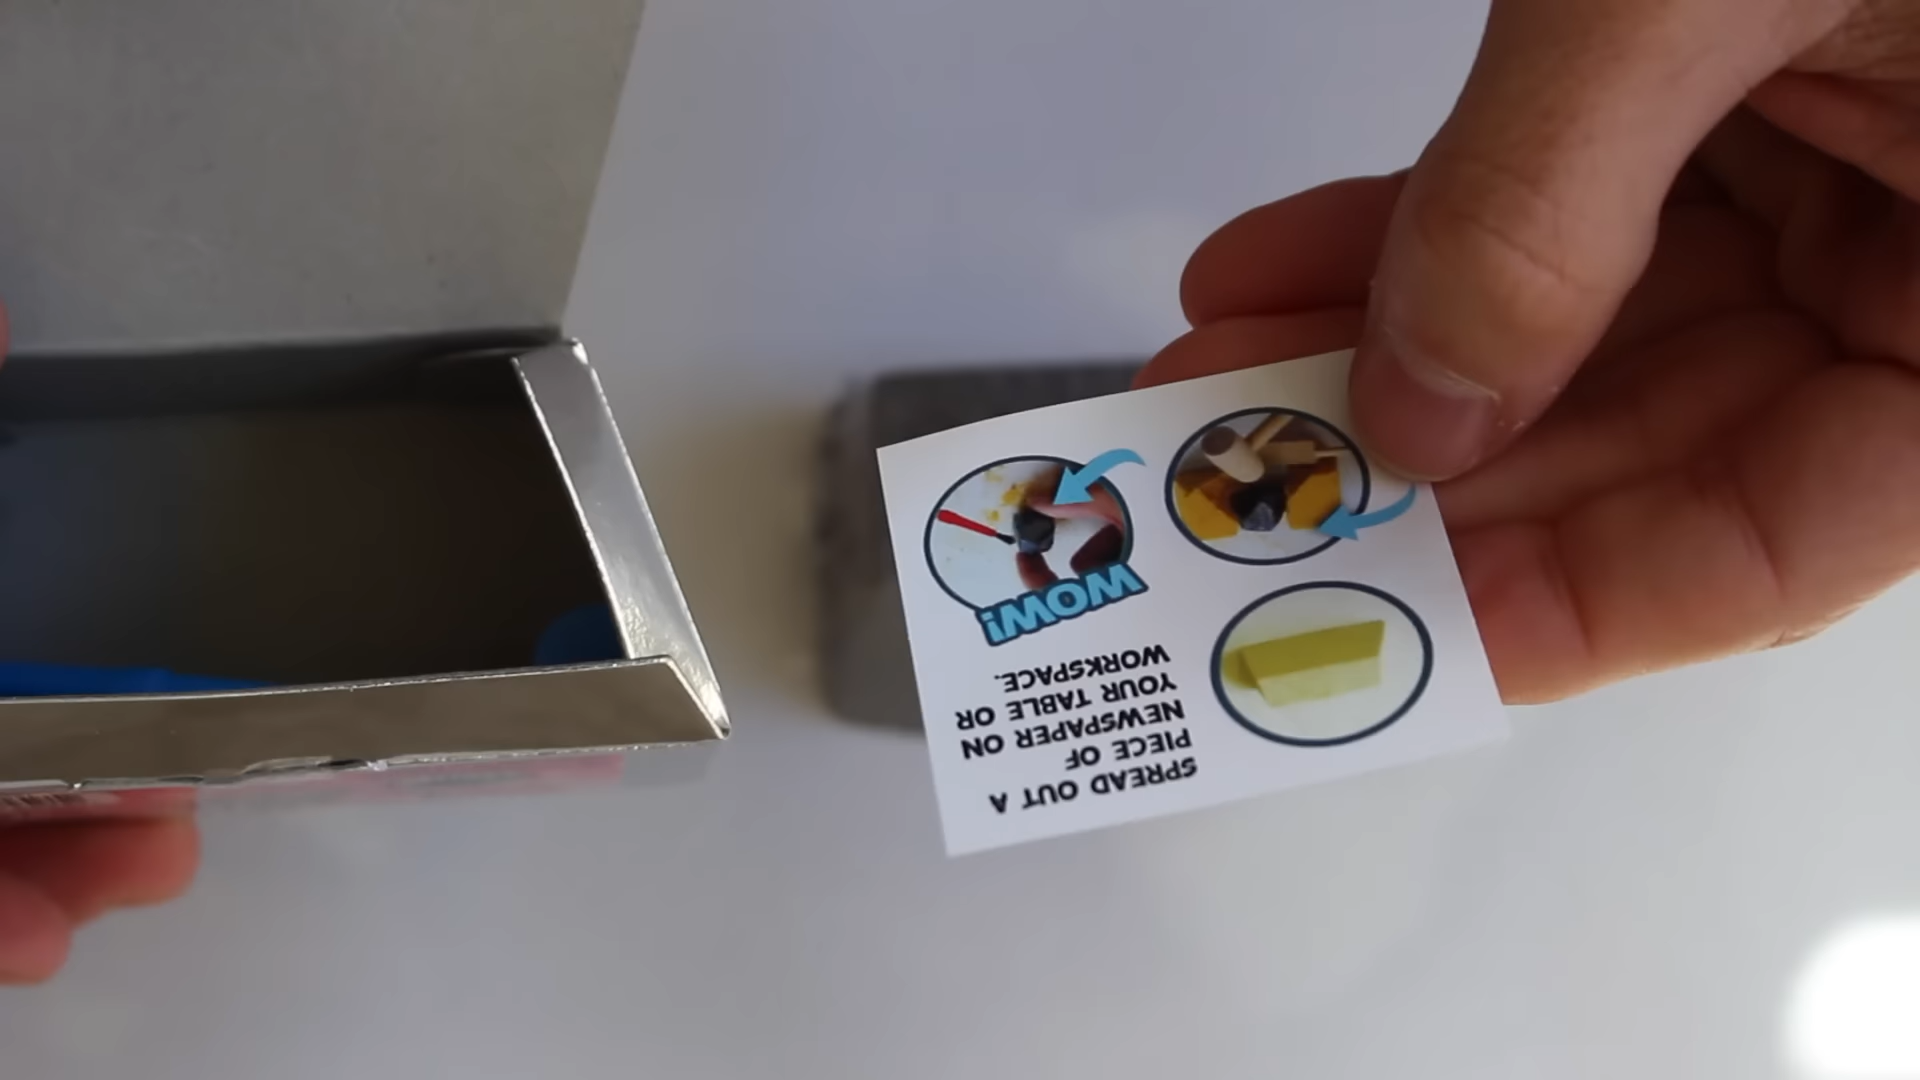 SPREAD OUT A
PIECE OF
NEWSPAPER ON
YOUR TABLE OR
WORKSPACE.
WOW!